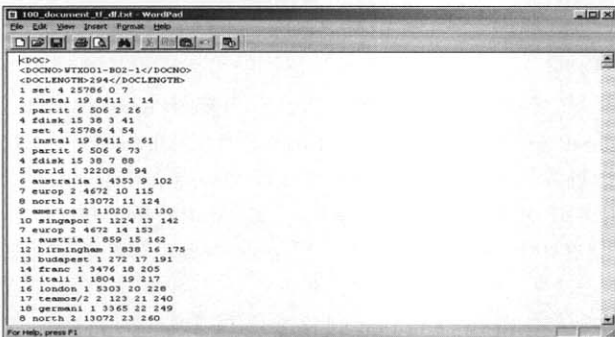 100_document_tf_df.txt - WordPad
File Edit View Insert Format Help
<DOC>
<DOCNO>WTX001-B02-1</DOCNO>
<DOCLENGTH>294</DOCLENGTH>
1 set 4 25786 0 7
2 instal 19 8411 1 14
3 partit 6 506 2 26
4 fdisk 15 38 3 41
1 set 4 25786 4 54
2 instal 19 8411 5 61
3 partit 6 506 6 73
4 fdisk 15 38 7 88
5 world 1 32208 8 94
6 australia 1 4353 9 102
7 europ 2 4672 10 115
8 north 2 13072 11 124
9 america 2 11020 12 130
10 singapor 1 1224 13 142
7 europ 2 4672 14 153
11 austria 1 859 15 162
12 birmingham 1 838 16 175
13 budapest 1 272 17 191
14 franc 1 3476 18 205
15 itali 1 1804 19 217
16 london 1 5303 20 228
17 teamos/2 2 123 21 240
18 germani 1 3365 22 249
8 north 2 13072 23 260
For Help, press F1